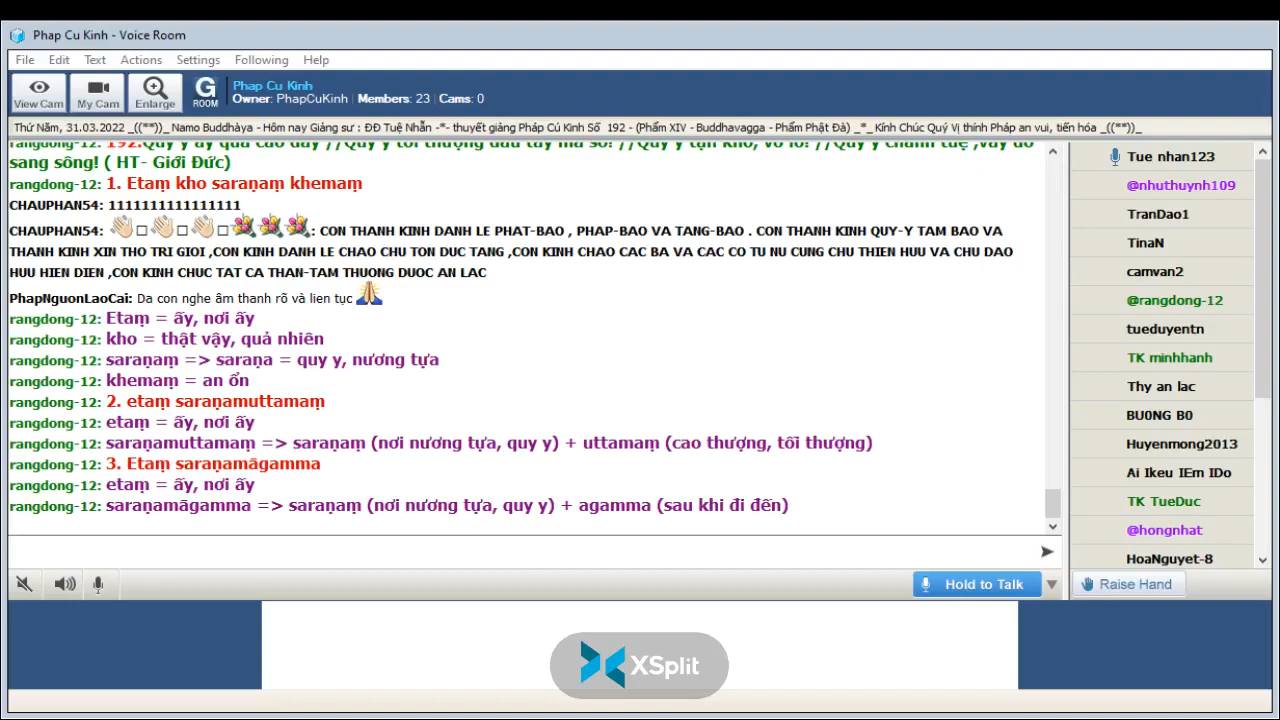 Phap Cu Kinh - Voice Room
File Edit Text Actions Settings Following Help
View Cam My Cam Enlarge G ROOM
Phap Cu Kinh
Owner: PhapCuKinh | Members: 23 | Cams: 0
Thứ Năm, 31.03.2022 _((**))_ Namo Buddhàya - Hôm nay Giảng sư : ĐĐ Tuệ Nhẫn -*- thuyết giảng Pháp Cú Kinh Số 192 - (Phẩm XIV - Buddhavagga - Phẩm Phật Đà) _*_ Kính Chúc Quý Vị thính Pháp an vui, tiến hóa _((**))_
sang sông! ( HT- Giới Đức)
rangdong-12: 1. Etaṃ kho saraṇaṃ khemaṃ
CHAUPHAN54: 1111111111111111
CHAUPHAN54: 👏□👏□👏□💐💐💐: CON THANH KINH DANH LE PHAT-BAO , PHAP-BAO VA TANG-BAO . CON THANH KINH QUY-Y TAM BAO VA
THANH KINH XIN THO TRI GIOI ,CON KINH DANH LE CHAO CHU TON DUC TANG ,CON KINH CHAO CAC BA VA CAC CO TU NU CUNG CHU THIEN HUU VA CHU DAO
HUU HIEN DIEN ,CON KINH CHUC TAT CA THAN-TAM THUONG DUOC AN LAC
PhapNguonLaoCai: Da con nghe âm thanh rõ và lien tục 🙏
rangdong-12: Etaṃ = ấy, nơi ấy
rangdong-12: kho = thật vậy, quả nhiên
rangdong-12: saraṇaṃ => saraṇa = quy y, nương tựa
rangdong-12: khemaṃ = an ổn
rangdong-12: 2. etaṃ saraṇamuttamaṃ
rangdong-12: etaṃ = ấy, nơi ấy
rangdong-12: saraṇamuttamaṃ => saraṇaṃ (nơi nương tựa, quy y) + uttamaṃ (cao thượng, tối thượng)
rangdong-12: 3. Etaṃ saraṇamāgamma
rangdong-12: etaṃ = ấy, nơi ấy
rangdong-12: saraṇamāgamma => saraṇaṃ (nơi nương tựa, quy y) + agamma (sau khi đi đến)
Tue nhan123
@nhuthuynh109
TranDao1
TinaN
camvan2
@rangdong-12
tueduyentn
TK minhhanh
Thy an lac
BU0NG B0
Huyenmong2013
Ai Ikeu IEm IDo
TK TueDuc
@hongnhat
HoaNguyet-8
Hold to Talk
Raise Hand
XSplit